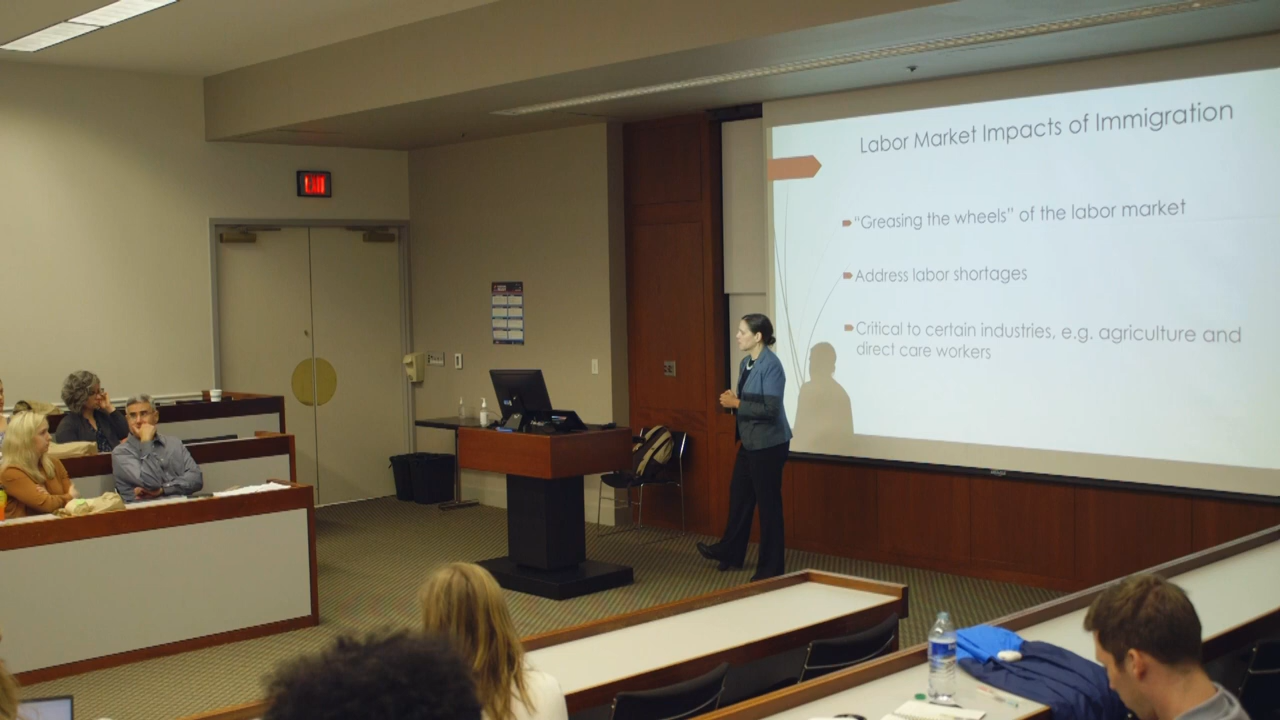 Labor Market Impacts of Immigration
"Greasing the wheels" of the labor market
Address labor shortages
Critical to certain industries, e.g. agriculture and
direct care workers
EXIT